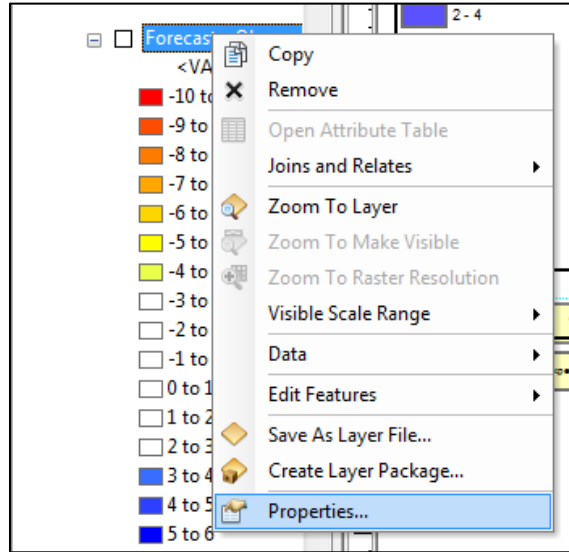 2 - 4
Forecast
<VA
-10 to
-9 to
-8 to
-7 to
-6 to
-5 to
-4 to
-3 to
-2 to
-1 to
0 to 1
1 to 2
2 to 3
3 to 4
4 to 5
5 to 6
Copy
Remove
Open Attribute Table
Joins and Relates
Zoom To Layer
Zoom To Make Visible
Zoom To Raster Resolution
Visible Scale Range
Data
Edit Features
Save As Layer File...
Create Layer Package...
Properties...